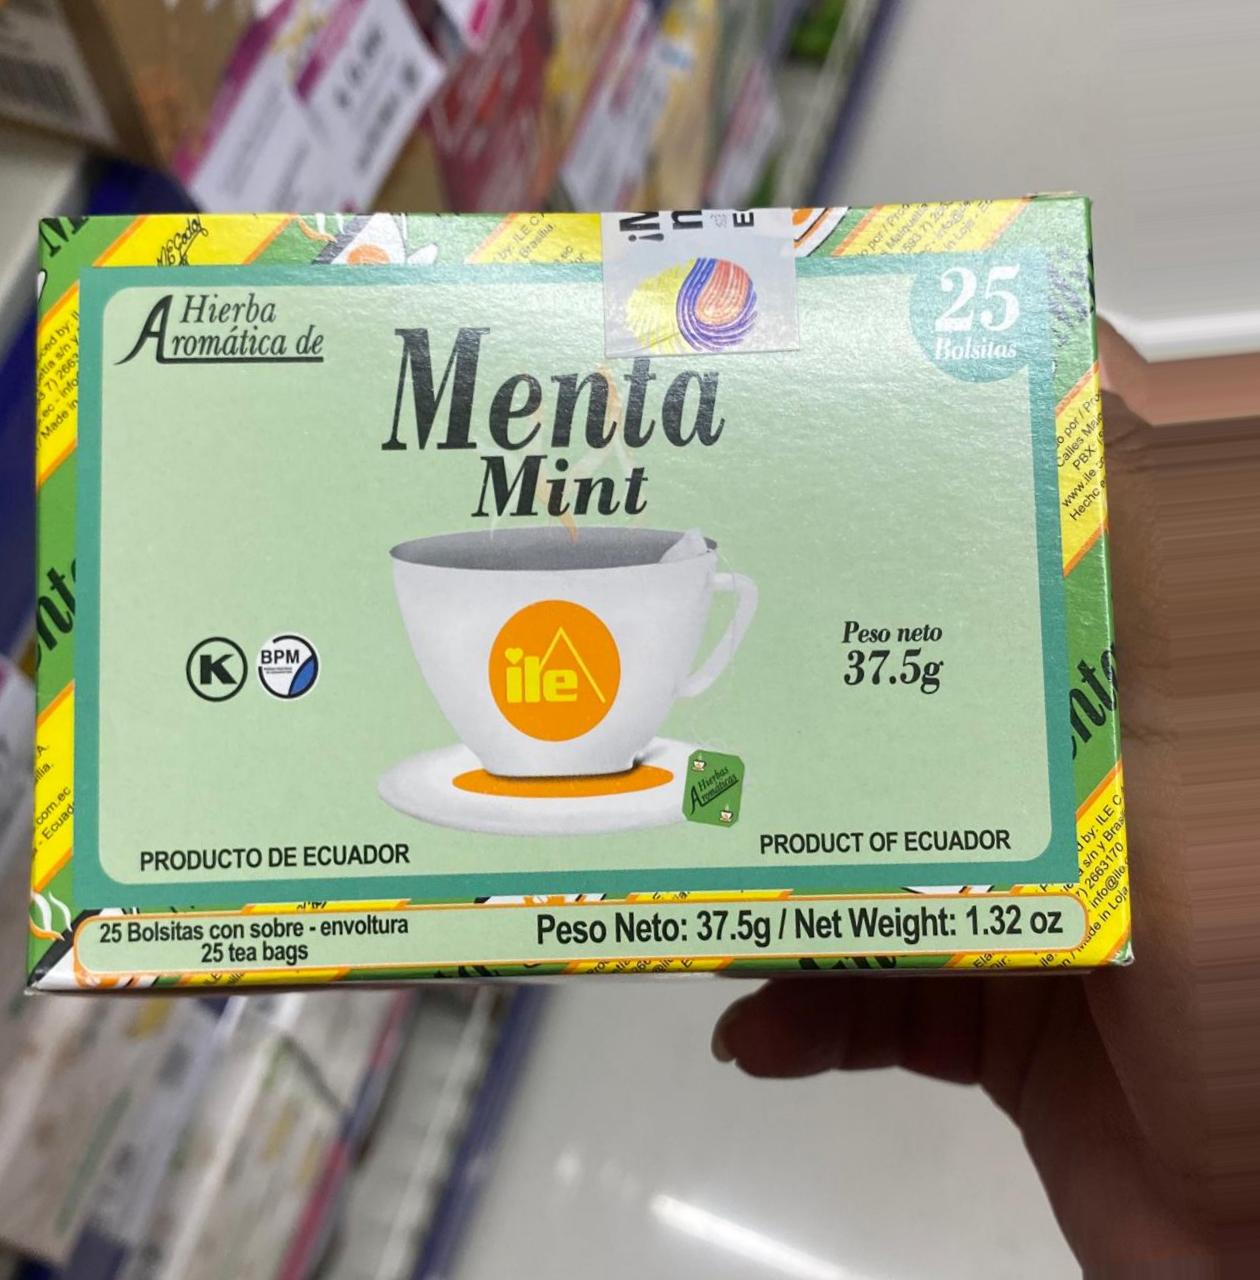 Hierba
Aromática de
Menta
Mint
25
Bolsitas
K
BPM
ile
Peso neto
37.5g
Hierbas
Aromáticas
PRODUCTO DE ECUADOR
PRODUCT OF ECUADOR
25 Bolsitas con sobre - envoltura
25 tea bags
Peso Neto: 37.5g / Net Weight: 1.32 oz